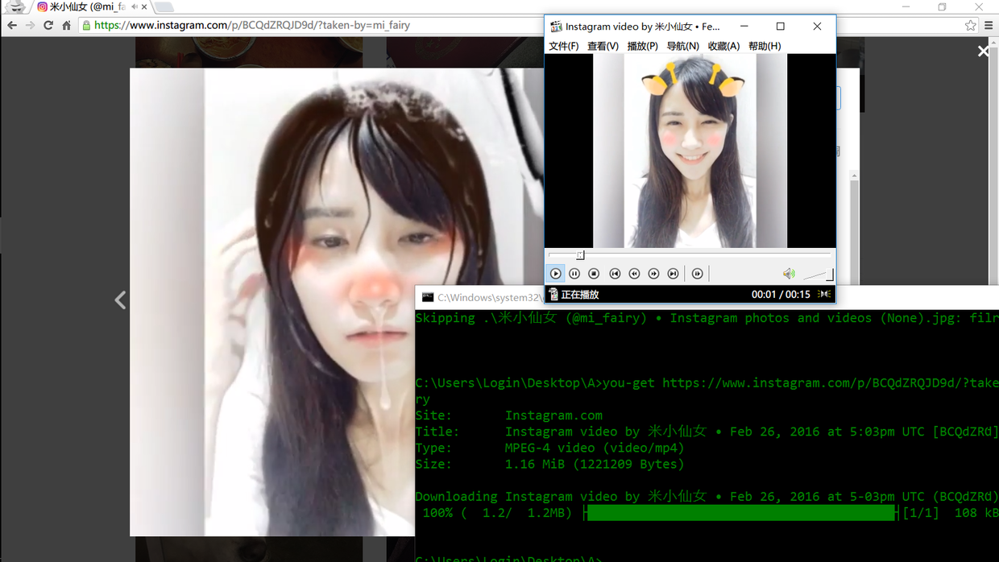 米小仙女 (@mi_fa
https://www.instagram.com/p/BCQdZRQJD9d/?taken-by=mi_fairy
Instagram video by 米小仙女 • Fe...
文件(F) 查看(V) 播放(P) 导航(N) 收藏(A) 帮助(H)
正在播放 00:01 / 00:15
C:\Windows\system32\
Skipping .\米小仙女 (@mi_fairy) • Instagram photos and videos (None).jpg:
C:\Users\Login\Desktop\A>you-get https://www.instagram.com/p/BCQdZRQJD9d/?take
ry
Site: Instagram.com
Title: Instagram video by 米小仙女 • Feb 26, 2016 at 5:03pm UTC
Type: MPEG-4 video (video/mp4)
Size: 1.16 MiB (1221209 Bytes)
Downloading Instagram video by 米小仙女 • Feb 26, 2016 at 5-03pm UTC
100% ( 1.2/ 1.2MB) [1/1] 108 kB
C:\Users\Login\Desktop\A>